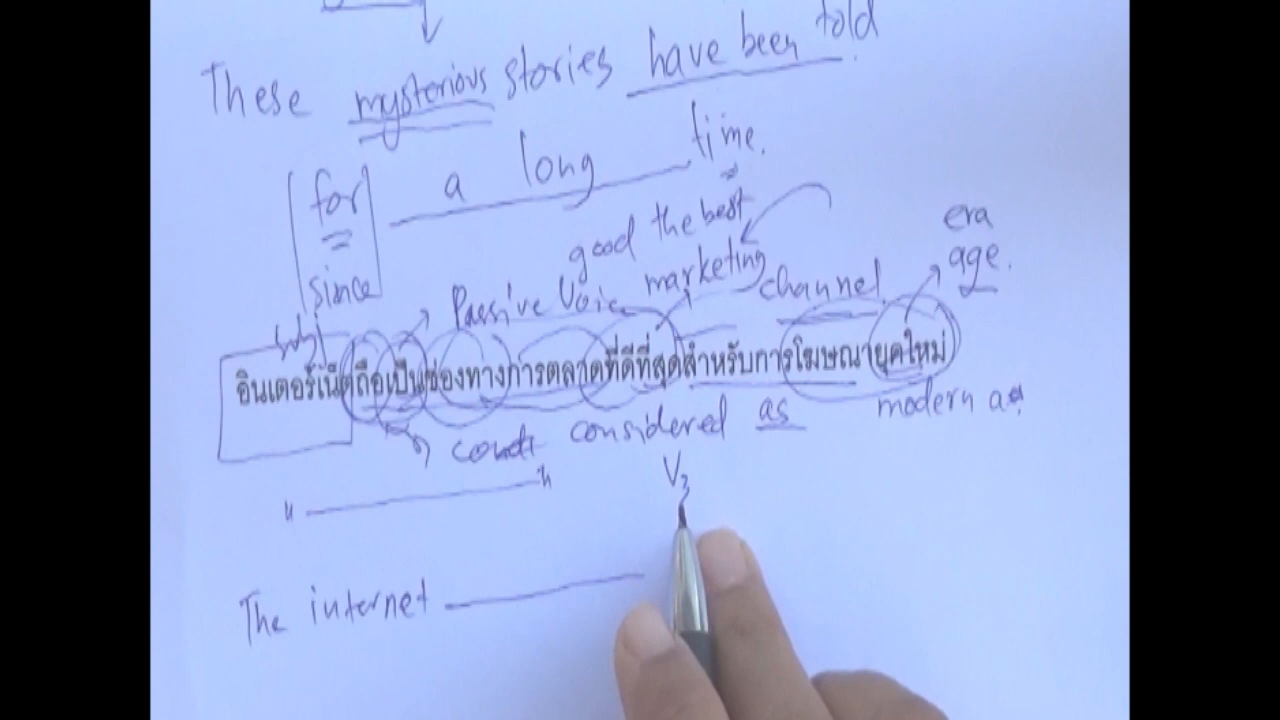 These mysterious stories have been told.
for a long time.
since
good the best
era
Passive Voice marketing channel age.
subj
อินเตอร์เน็ตถือเป็นช่องทางการตลาดที่ดีที่สุดสำหรับการโฆษณายุคใหม่
considered as modern
" "
V3
The internet